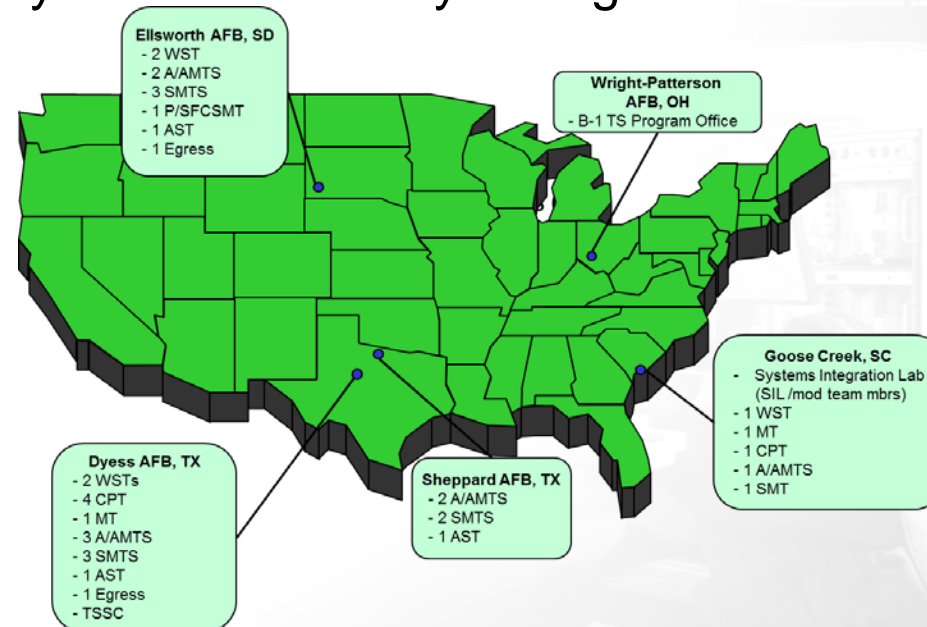 Ellsworth AFB, SD
- 2 WST
- 2 A/AMTS
- 3 SMTS
- 1 P/SFCSMT
- 1 AST
- 1 Egress
Wright-Patterson
AFB, OH
- B-1 TS Program Office
Goose Creek, SC
- Systems Integration Lab
(SIL /mod team mbrs)
- 1 WST
- 1 MT
- 1 CPT
- 1 A/AMTS
- 1 SMT
Dyess AFB, TX
- 2 WSTs
- 4 CPT
- 1 MT
- 3 A/AMTS
- 3 SMTS
- 1 AST
- 1 Egress
- TSSC
Sheppard AFB, TX
- 2 A/AMTS
- 2 SMTS
- 1 AST